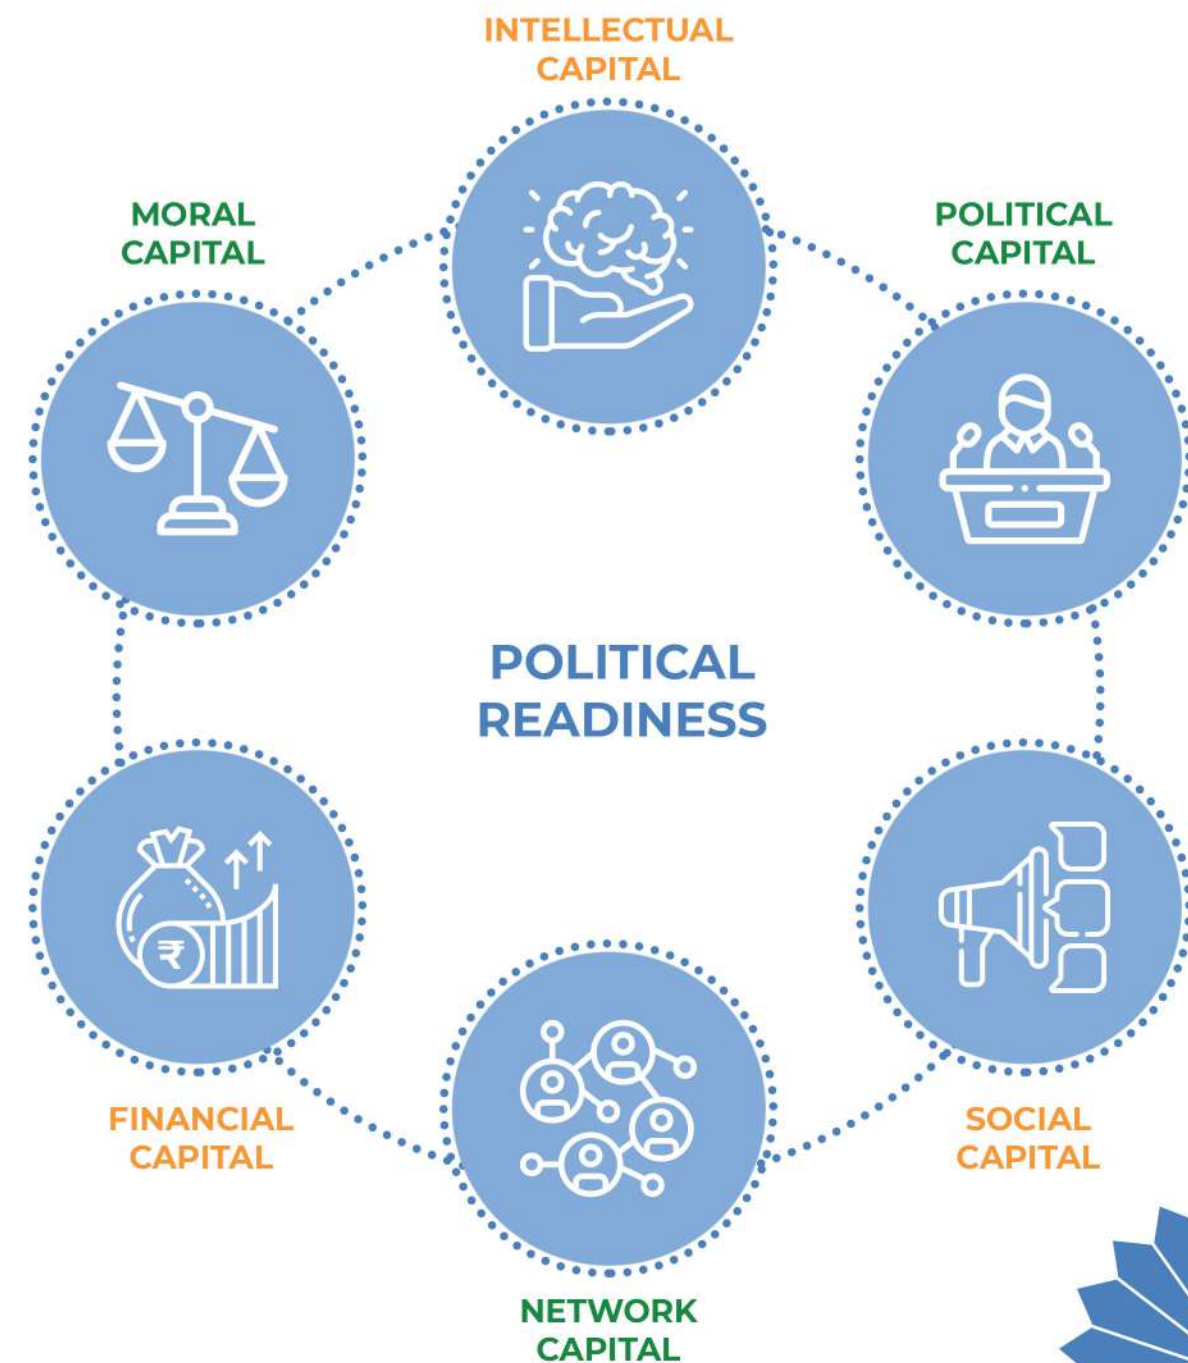 INTELLECTUAL
CAPITAL
MORAL
CAPITAL
POLITICAL
CAPITAL
POLITICAL
READINESS
₹
FINANCIAL
CAPITAL
SOCIAL
CAPITAL
NETWORK
CAPITAL